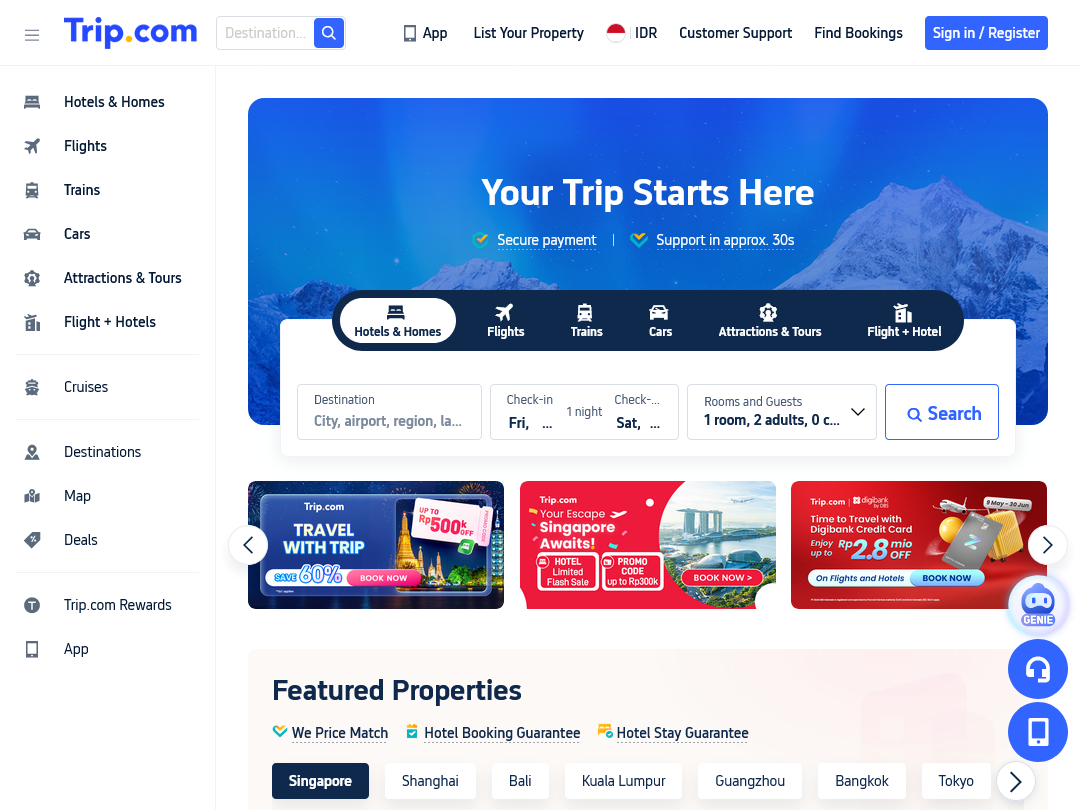 Trip.com
Destination...
App
List Your Property
IDR
Customer Support
Find Bookings
Sign in / Register
Hotels & Homes
Flights
Trains
Cars
Attractions & Tours
Flight + Hotels
Cruises
Destinations
Map
Deals
Trip.com Rewards
App
Your Trip Starts Here
Secure payment
Support in approx. 30s
Hotels & Homes
Flights
Trains
Cars
Attractions & Tours
Flight + Hotel
Destination
City, airport, region, la...
Check-in
Fri, ...
1 night
Check-...
Sat, ...
Rooms and Guests
1 room, 2 adults, 0 c...
Search
Trip.com
TRAVEL
WITH TRIP
SAVE 60%
BOOK NOW
UP TO
Rp500k
OFF
PROMO CODE
Trip.com
Your Escape
Singapore
Awaits!
HOTEL
Limited
Flash Sale
PROMO
CODE
up to Rp300k
BOOK NOW >
Trip.com | digibank
by DBS
9 May - 30 Jun
Time to Travel with
Digibank Credit Card
Enjoy
up to
Rp2.8 mio
OFF
On Flights and Hotels
BOOK NOW
GENIE
Featured Properties
We Price Match
Hotel Booking Guarantee
Hotel Stay Guarantee
Singapore
Shanghai
Bali
Kuala Lumpur
Guangzhou
Bangkok
Tokyo